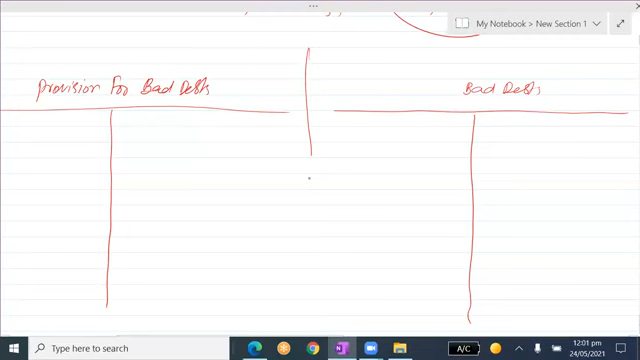 My Notebook > New Section 1
Provision For Bad Debts
Bad Debts
Type here to search
A/C
12:01 pm
24/05/2021